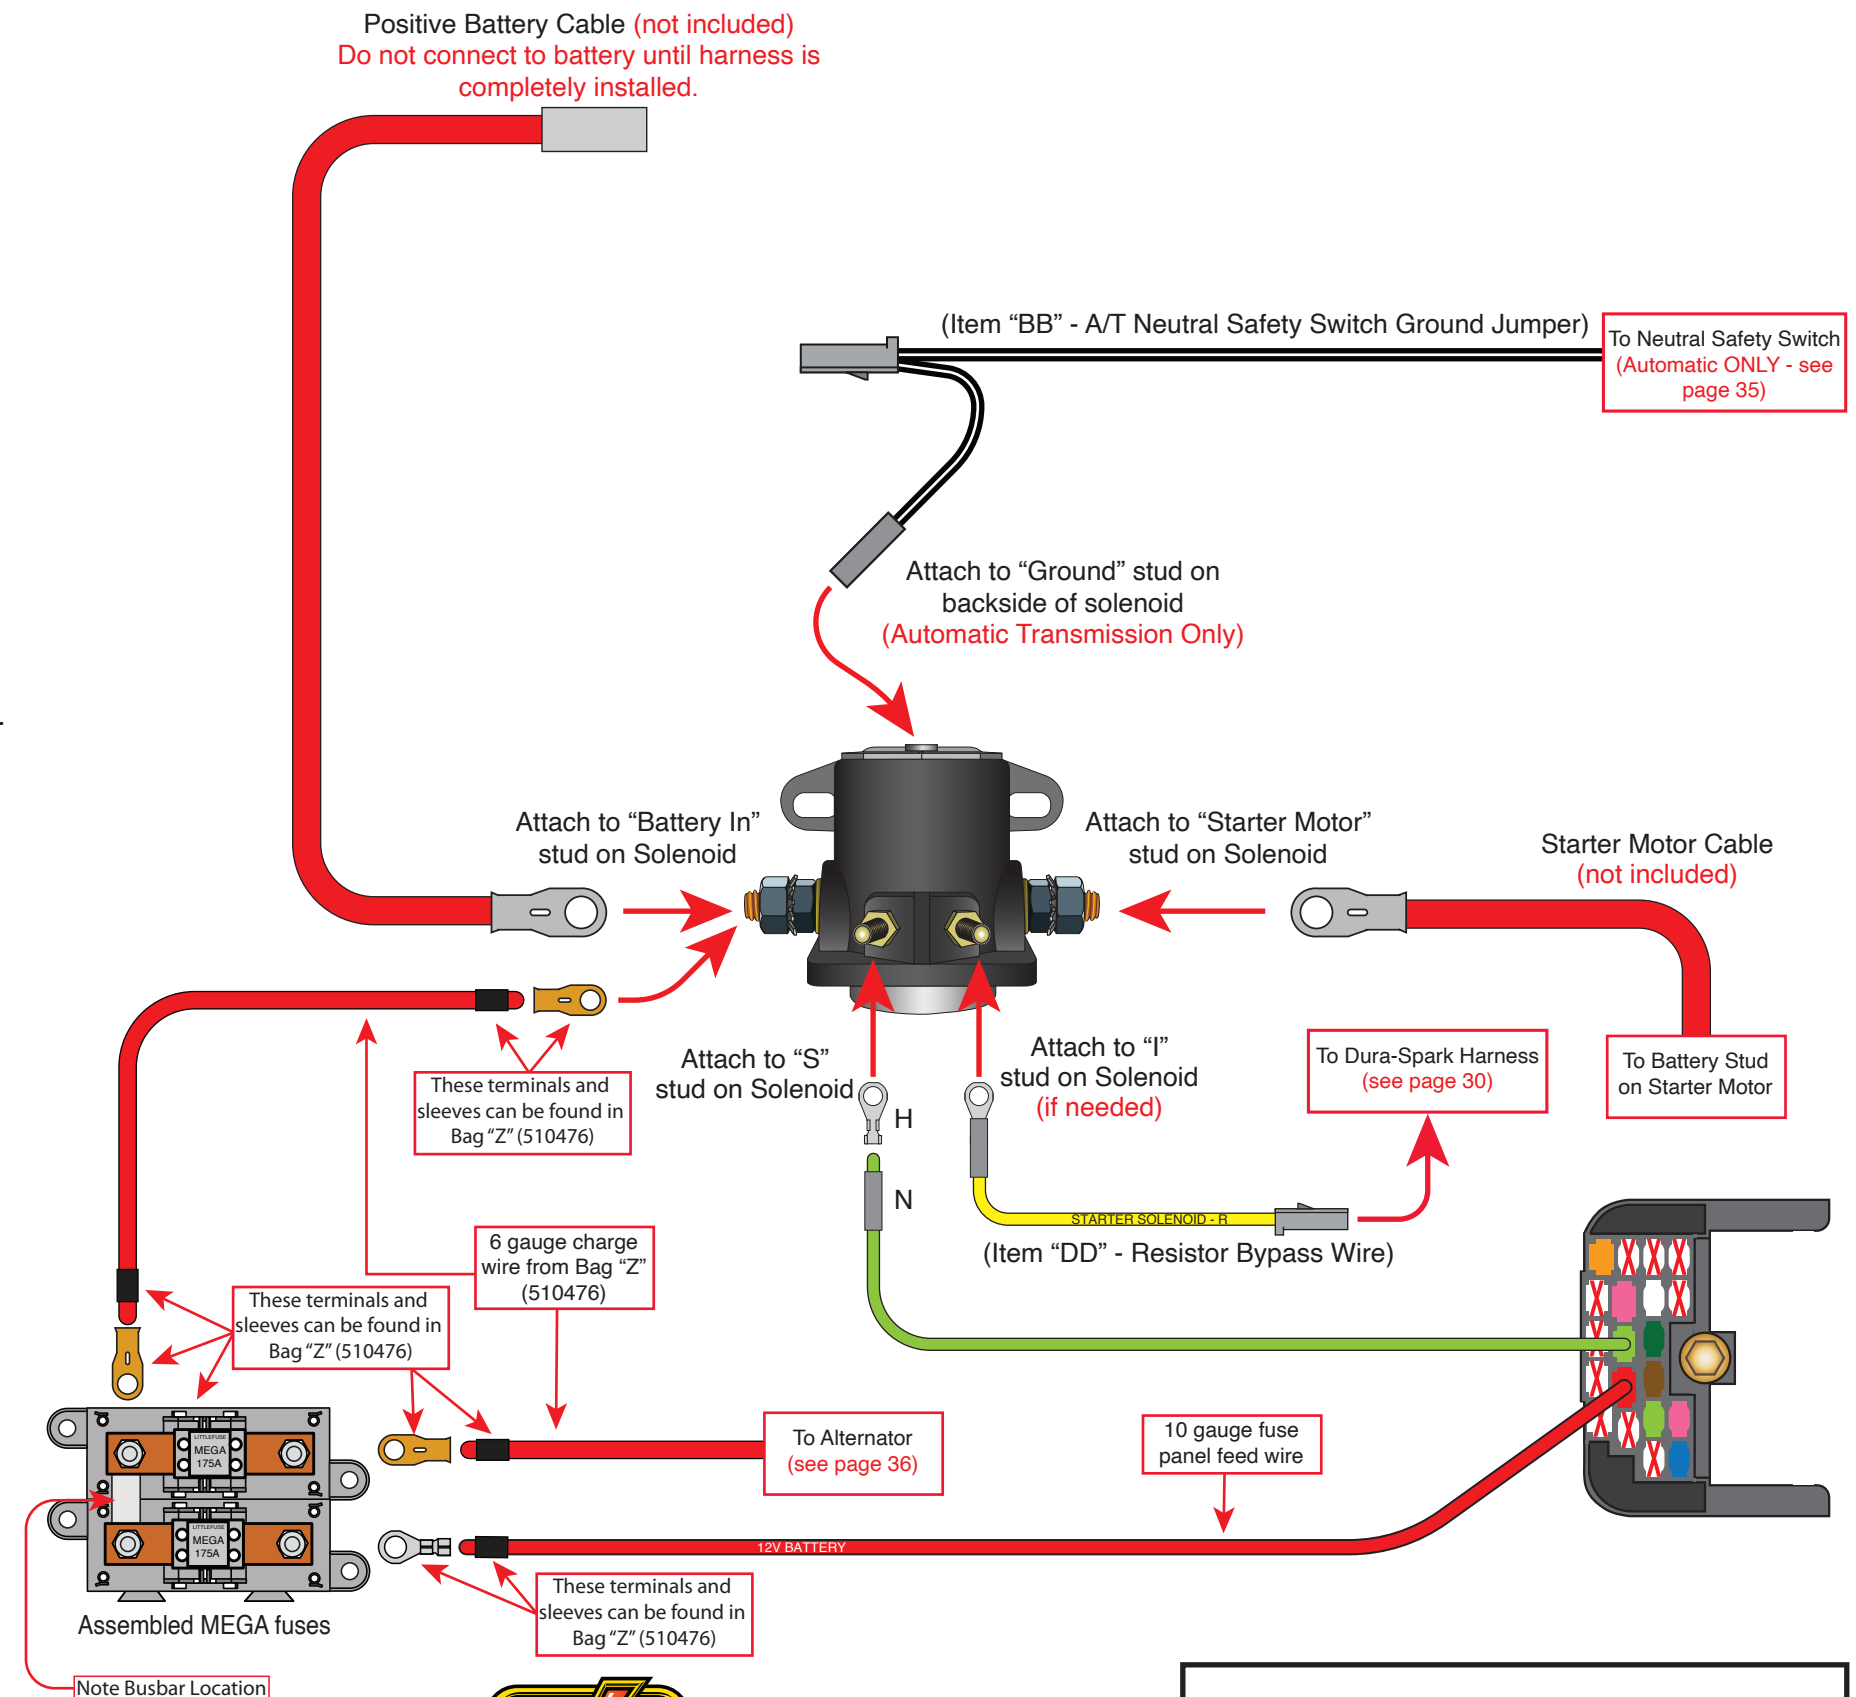 Positive Battery Cable (not included)
Do not connect to battery until harness is
completely installed.
(Item “BB” - A/T Neutral Safety Switch Ground Jumper)
To Neutral Safety Switch
(Automatic ONLY - see
page 35)
Attach to “Ground” stud on
backside of solenoid
(Automatic Transmission Only)
Attach to “Battery In”
stud on Solenoid
Attach to “Starter Motor”
stud on Solenoid
Starter Motor Cable
(not included)
To Battery Stud
on Starter Motor
These terminals and
sleeves can be found in
Bag “Z” (510476)
Attach to “S”
stud on Solenoid
H
N
Attach to “I”
stud on Solenoid
(if needed)
To Dura-Spark Harness
(see page 30)
STARTER SOLENOID - R
(Item “DD” - Resistor Bypass Wire)
6 gauge charge
wire from Bag “Z”
(510476)
These terminals and
sleeves can be found in
Bag “Z” (510476)
LITTLEFUSE
MEGA
175A
LITTLEFUSE
MEGA
175A
To Alternator
(see page 36)
10 gauge fuse
panel feed wire
12V BATTERY
These terminals and
sleeves can be found in
Bag “Z” (510476)
Assembled MEGA fuses
Note Busbar Location